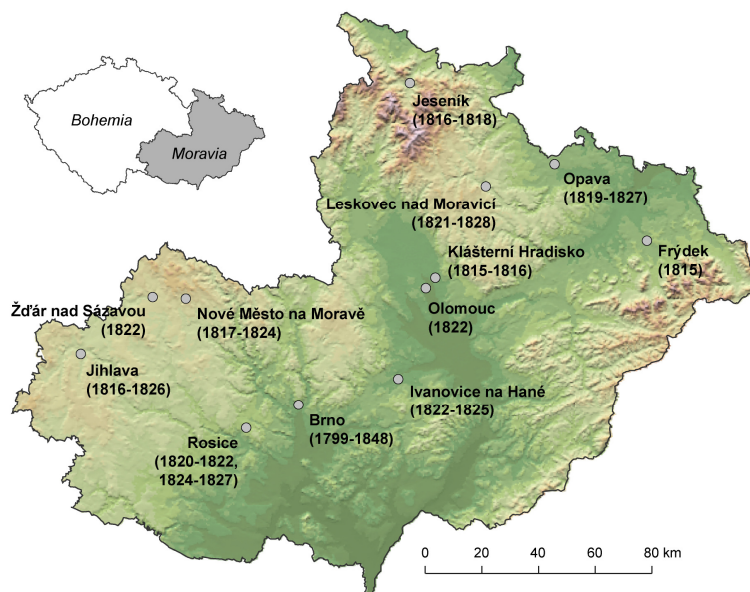 Bohemia
Moravia
Jeseník
(1816-1818)
Opava
(1819-1827)
Leskovec nad Moravicí
(1821-1828)
Frýdek
(1815)
Klášterní Hradisko
(1815-1816)
Olomouc
(1822)
Žďár nad Sázavou
(1822)
Nové Město na Moravě
(1817-1824)
Jihlava
(1816-1826)
Ivanovice na Hané
(1822-1825)
Brno
(1799-1848)
Rosice
(1820-1822,
1824-1827)
0 20 40 60 80 km